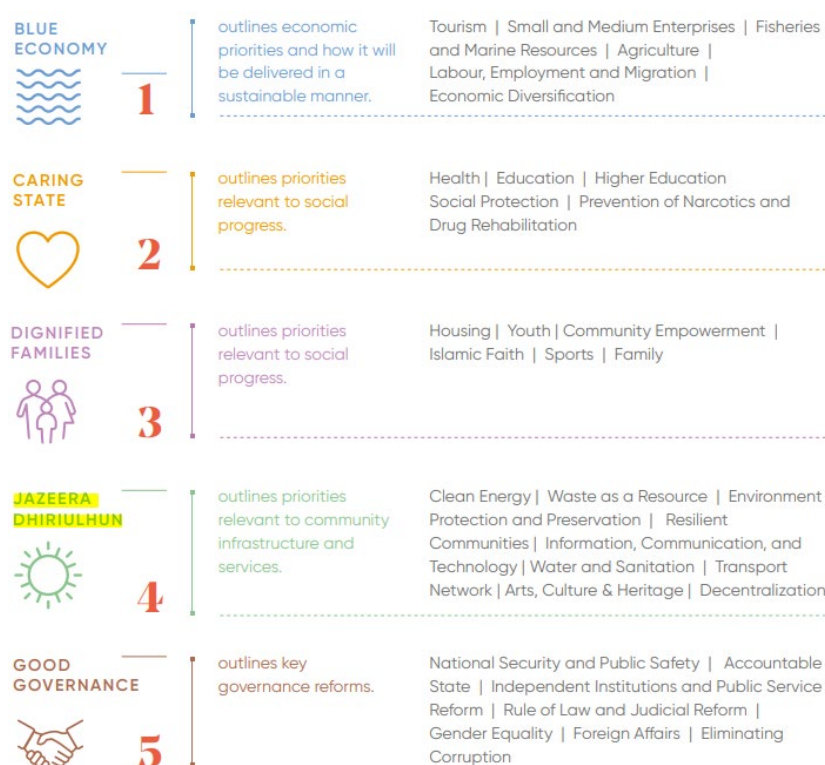 BLUE
ECONOMY
1
outlines economic
priorities and how it will
be delivered in a
sustainable manner.
Tourism | Small and Medium Enterprises | Fisheries
and Marine Resources | Agriculture |
Labour, Employment and Migration |
Economic Diversification
CARING
STATE
2
outlines priorities
relevant to social
progress.
Health | Education | Higher Education
Social Protection | Prevention of Narcotics and
Drug Rehabilitation
DIGNIFIED
FAMILIES
3
outlines priorities
relevant to social
progress.
Housing | Youth | Community Empowerment |
Islamic Faith | Sports | Family
JAZEERA
DHIRIULHUN
4
outlines priorities
relevant to community
infrastructure and
services.
Clean Energy | Waste as a Resource | Environment
Protection and Preservation | Resilient
Communities | Information, Communication, and
Technology | Water and Sanitation | Transport
Network | Arts, Culture & Heritage | Decentralization
GOOD
GOVERNANCE
5
outlines key
governance reforms.
National Security and Public Safety | Accountable
State | Independent Institutions and Public Service
Reform | Rule of Law and Judicial Reform |
Gender Equality | Foreign Affairs | Eliminating
Corruption